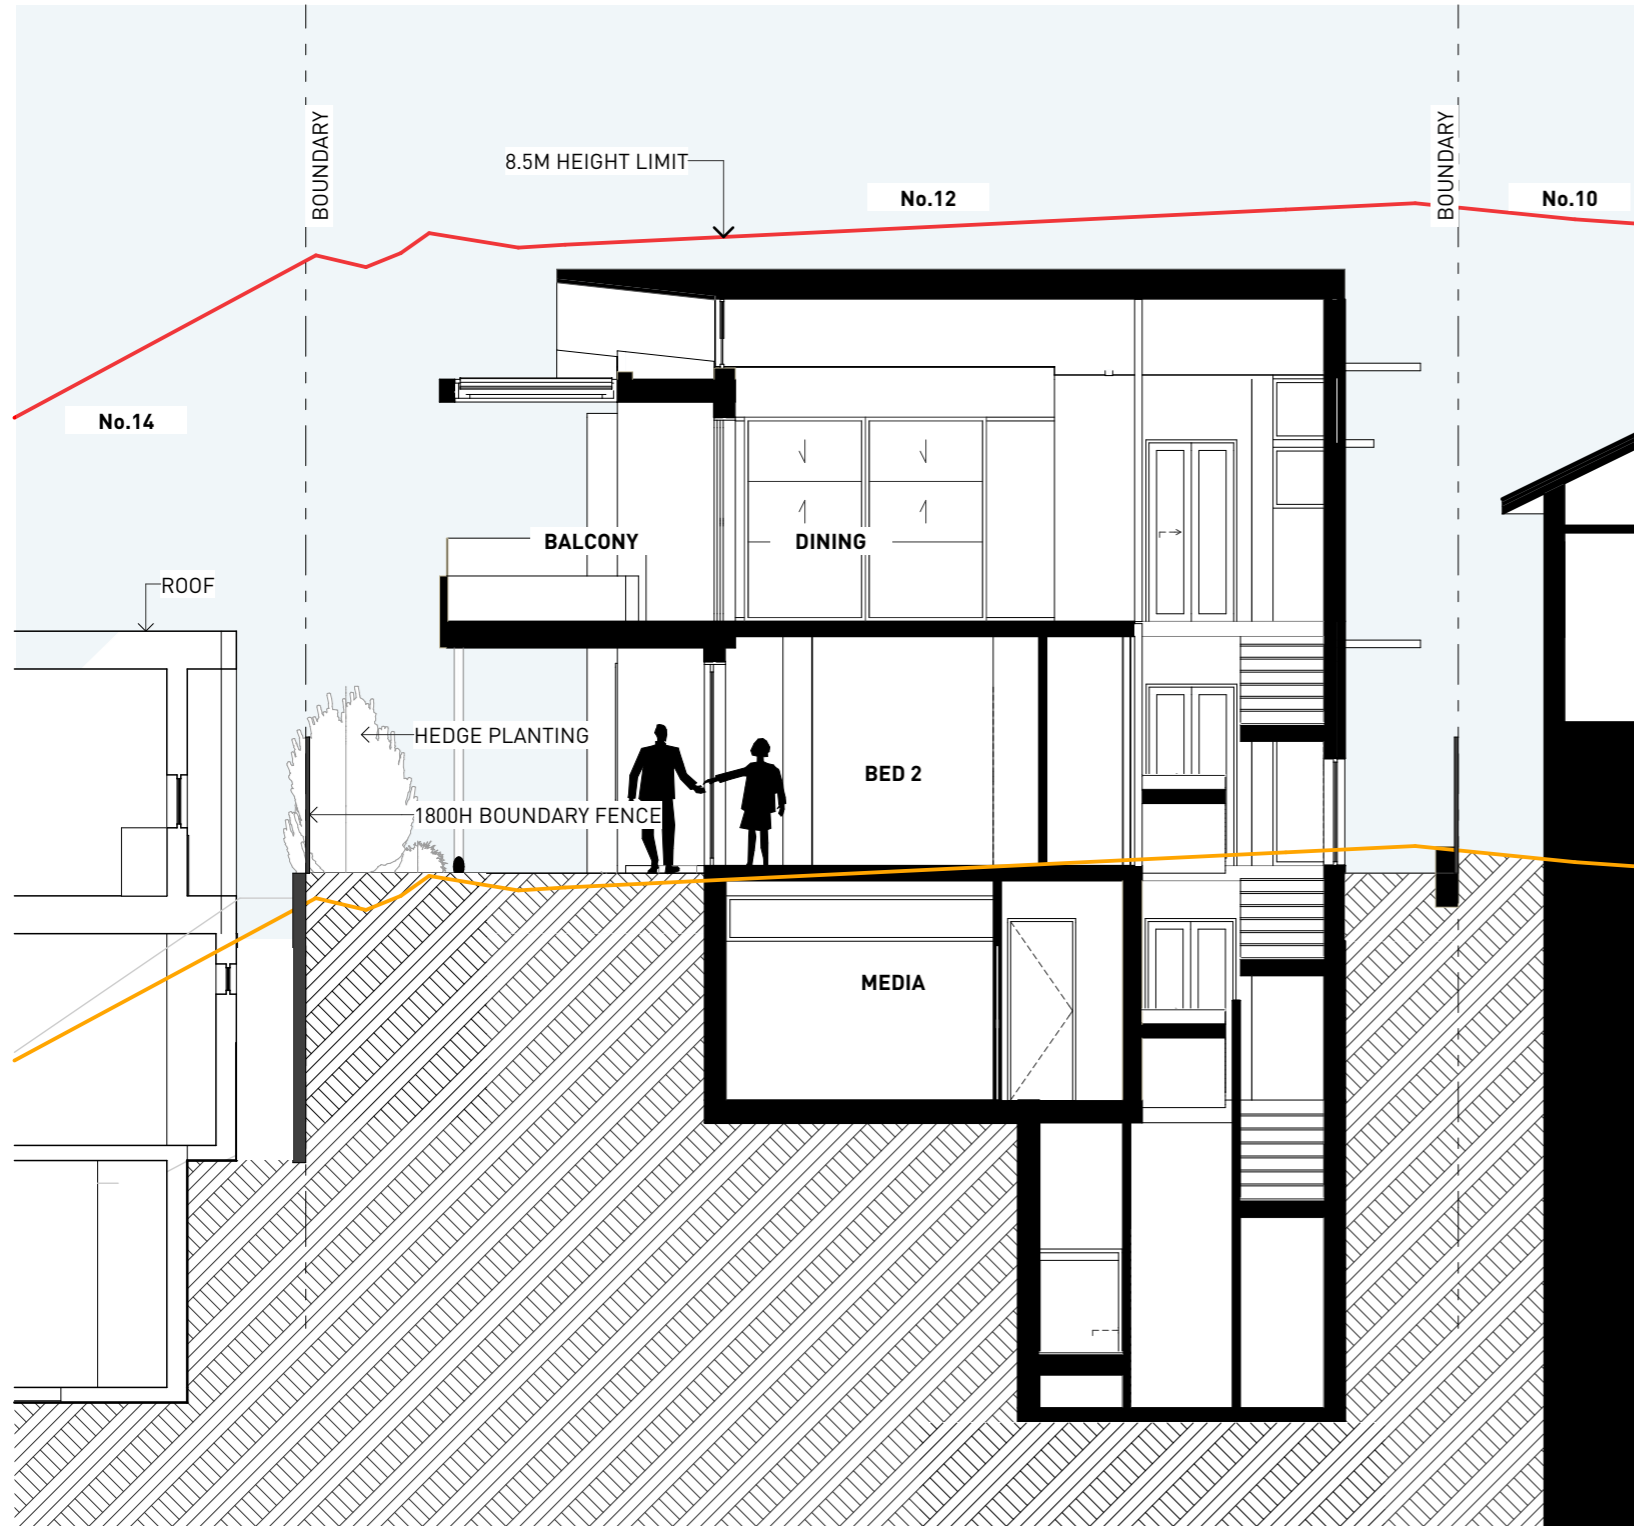 BOUNDARY
BOUNDARY
8.5M HEIGHT LIMIT
No.12
No.10
No.14
BALCONY
DINING
ROOF
HEDGE PLANTING
BED 2
1800H BOUNDARY FENCE
MEDIA